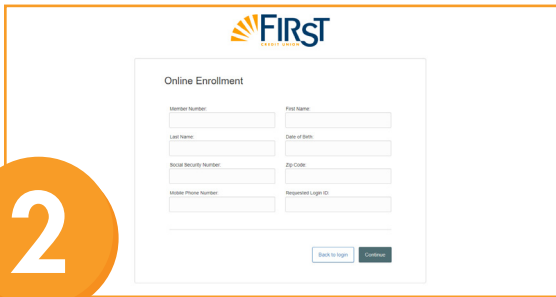 FIRST
CREDIT UNION
Online Enrollment
Member Number: First Name:
Last Name: Date of Birth:
Social Security Number: Zip Code:
Mobile Phone Number: Requested Login ID:
Back to login Continue
2